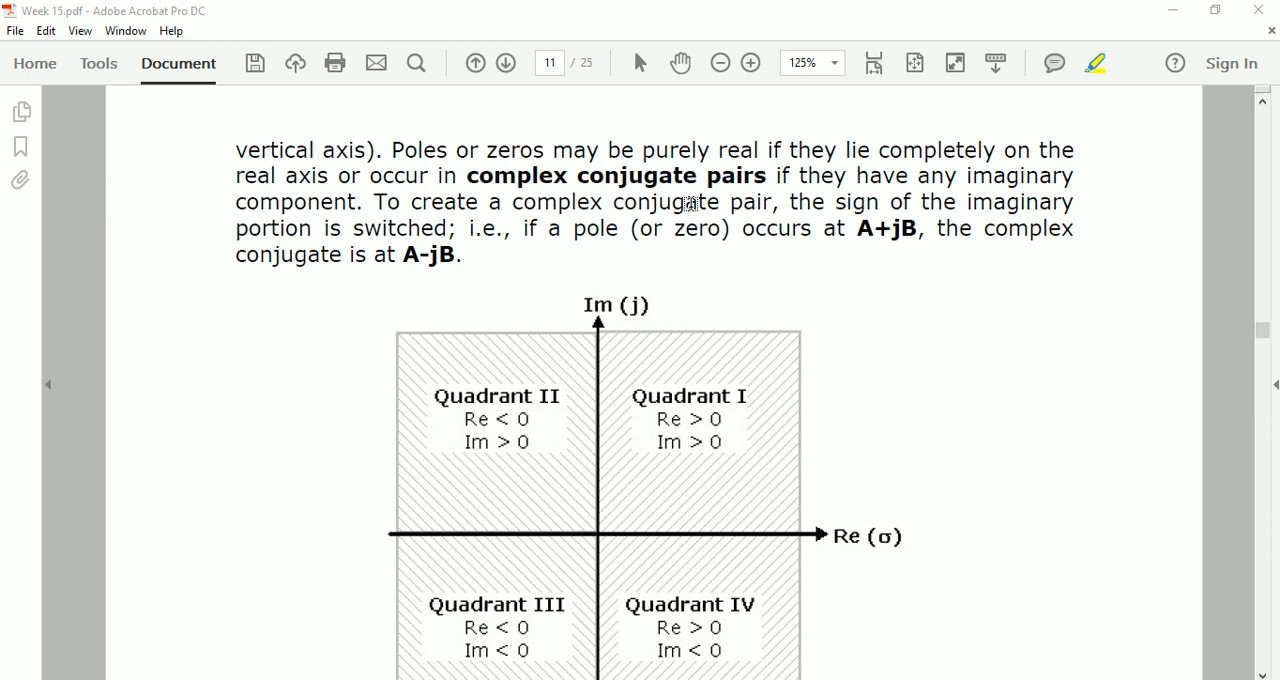 Week 15.pdf - Adobe Acrobat Pro DC
File Edit View Window Help
Home Tools Document 11 / 25 125% Sign In
vertical axis). Poles or zeros may be purely real if they lie completely on the
real axis or occur in complex conjugate pairs if they have any imaginary
component. To create a complex conjugate pair, the sign of the imaginary
portion is switched; i.e., if a pole (or zero) occurs at A+jB, the complex
conjugate is at A-jB.
Im (j)
Quadrant II
Re < 0
Im > 0
Quadrant I
Re > 0
Im > 0
Re (σ)
Quadrant III
Re < 0
Im < 0
Quadrant IV
Re > 0
Im < 0